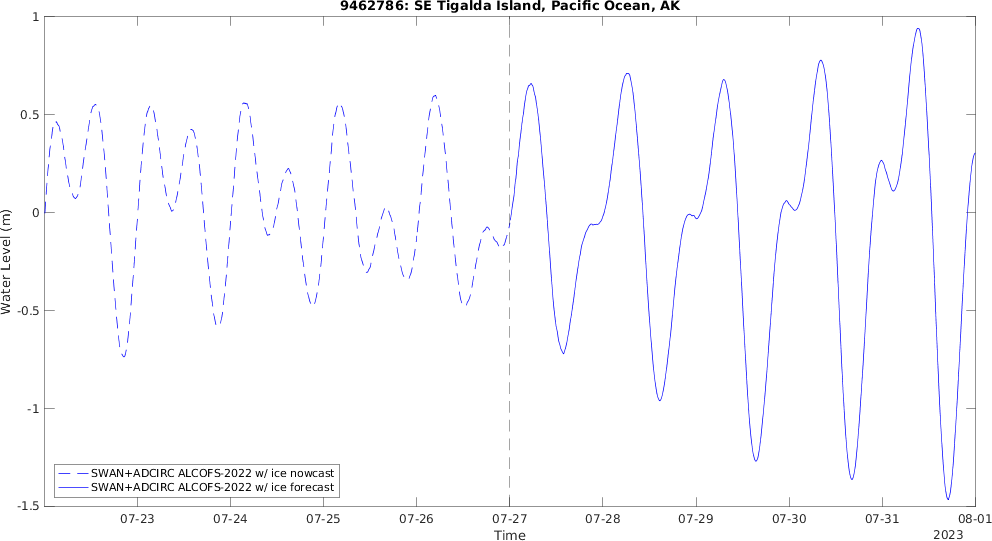 9462786: SE Tigalda Island, Pacific Ocean, AK
1
0.5
0
-0.5
-1
-1.5
Water Level (m)
SWAN+ADCIRC ALCOFS-2022 w/ ice nowcast
SWAN+ADCIRC ALCOFS-2022 w/ ice forecast
07-23 07-24 07-25 07-26 07-27 07-28 07-29 07-30 07-31 08-01
Time
2023